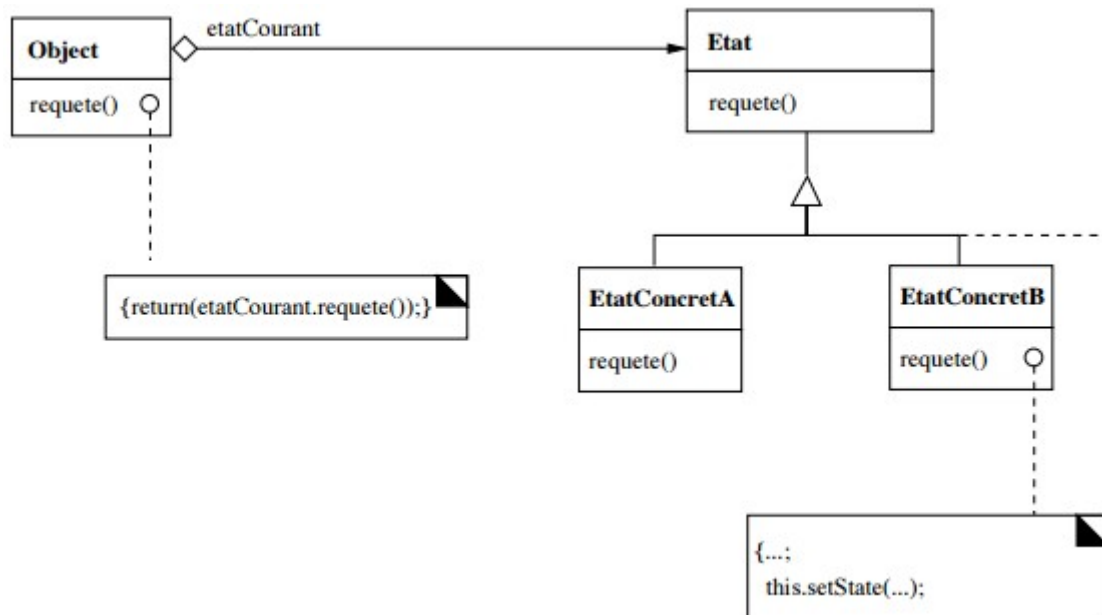 etatCourant
Object
requete()
Etat
requete()
{return(etatCourant.requete());}
EtatConcretA
requete()
EtatConcretB
requete()
{...;
this.setState(...);